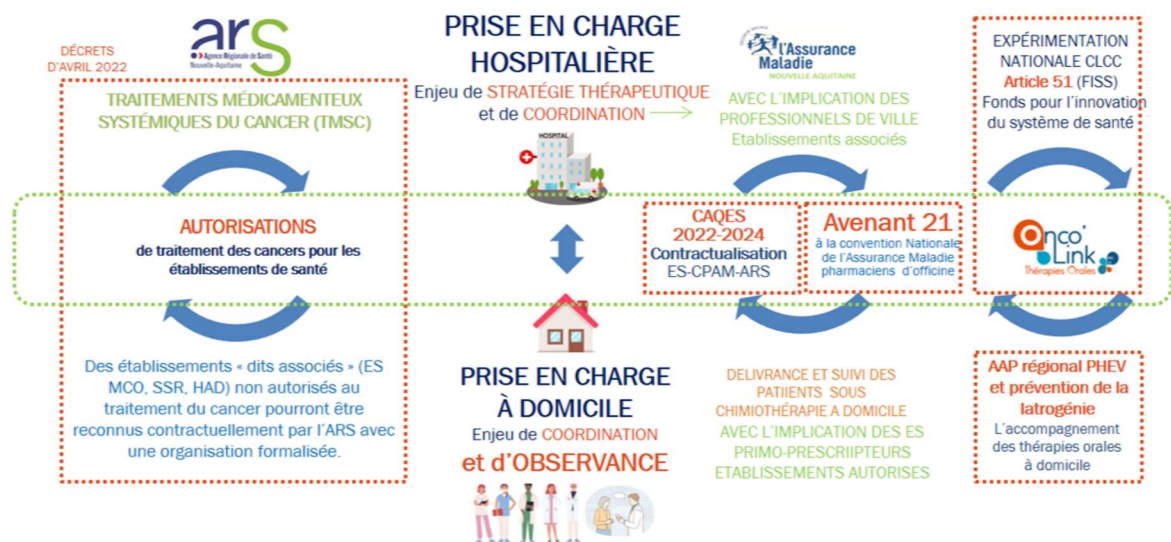 DÉCRETS
D'AVRIL 2022
ars
Agence Régionale de Santé
Nouvelle-Aquitaine
TRAITEMENTS MÉDICAMENTEUX
SYSTÉMIQUES DU CANCER (TMSC)
AUTORISATIONS
de traitement des cancers pour les
établissements de santé
Des établissements « dits associés » (ES
MCO, SSR, HAD) non autorisés au
traitement du cancer pourront être
reconnus contractuellement par l'ARS avec
une organisation formalisée.
PRISE EN CHARGE
HOSPITALIÈRE
Enjeu de STRATÉGIE THÉRAPEUTIQUE
et de COORDINATION
HOSPITAL
PRISE EN CHARGE
À DOMICILE
Enjeu de COORDINATION
et d'OBSERVANCE
l'Assurance
Maladie
NOUVELLE AQUITAINE
AVEC L'IMPLICATION DES
PROFESSIONNELS DE VILLE
Etablissements associés
CAQES
2022-2024
Contractualisation
ES-CPAM-ARS
Avenant 21
à la convention Nationale
de l'Assurance Maladie
pharmaciens d'officine
DELIVRANCE ET SUIVI DES
PATIIENTS SOUS
CHIMIOTHÉRAPIE A DOMICILE
AVEC L'IMPLICATION DES ES
PRIMO-PRESCRIIPTEURS
ETABLISSEMENTS AUTORISES
EXPÉRIMENTATION
NATIONALE CLCC
Article 51 (FISS)
Fonds pour l'innovation
du système de santé
onco'
Link
Thérapies Orales
AAP régional PHEV
et prévention de la
Iatrogénie
L'accompagnement
des thérapies orales
à domicile